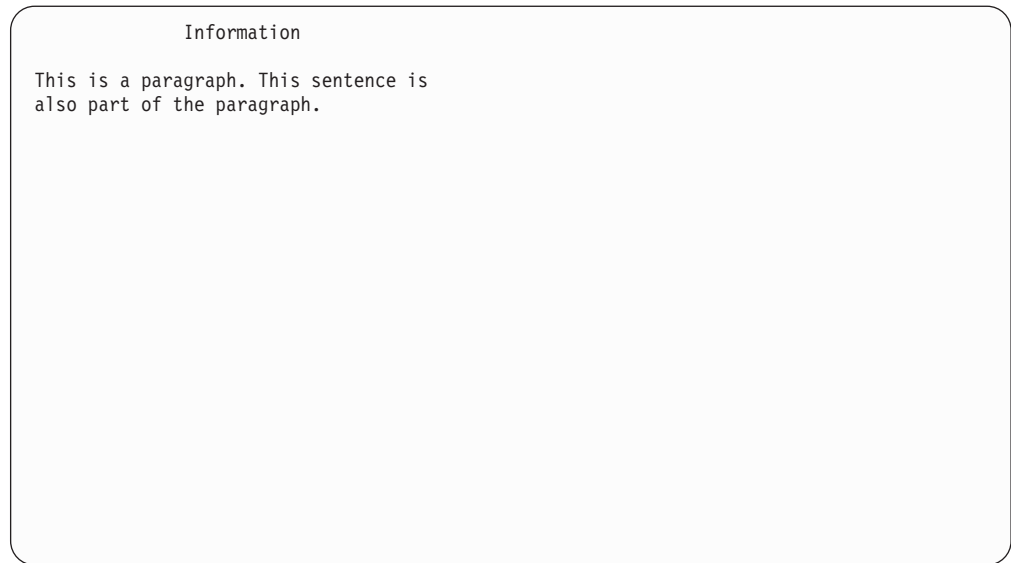 Information
This is a paragraph. This sentence is
also part of the paragraph.